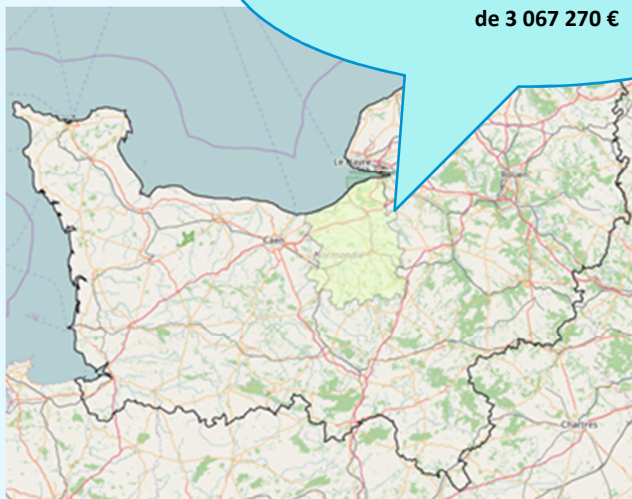 de 3 067 270 €
Le Havre
Rouen
Caen
Normandie
Chartres